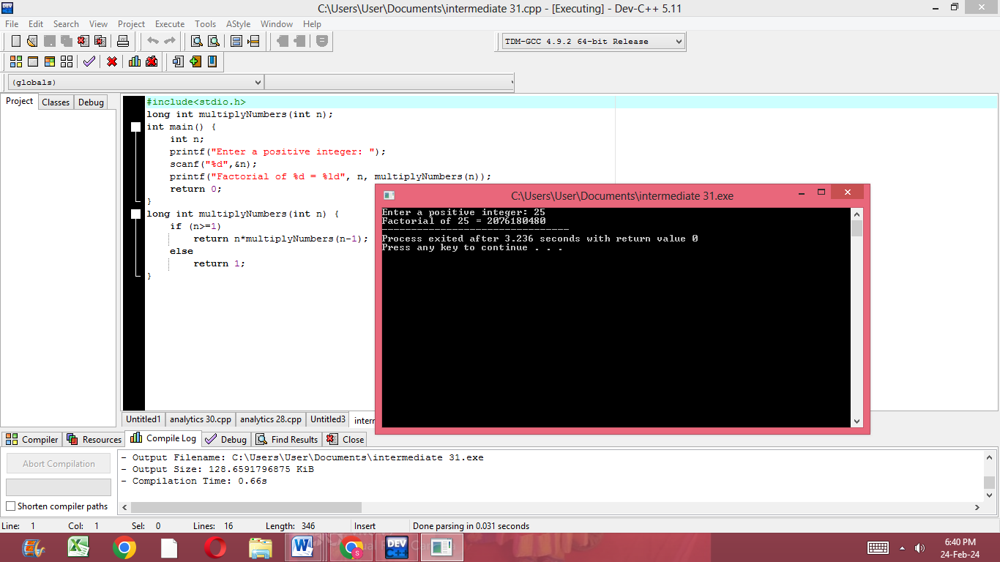 C:\Users\User\Documents\intermediate 31.cpp - [Executing] - Dev-C++ 5.11
File Edit Search View Project Execute Tools AStyle Window Help
TDM-GCC 4.9.2 64-bit Release
(globals)
Project Classes Debug
#include<stdio.h>
long int multiplyNumbers(int n);
int main() {
int n;
printf("Enter a positive integer: ");
scanf("%d",&n);
printf("Factorial of %d = %ld", n, multiplyNumbers(n));
return 0;
}
long int multiplyNumbers(int n) {
if (n>=1)
return n*multiplyNumbers(n-1);
else
return 1;
}
C:\Users\User\Documents\intermediate 31.exe
Enter a positive integer: 25
Factorial of 25 = 2076180480
--------------------------------
Process exited after 3.236 seconds with return value 0
Press any key to continue . . .
Untitled1 analytics 30.cpp analytics 28.cpp Untitled3 interm
Compiler Resources Compile Log Debug Find Results Close
Abort Compilation
Shorten compiler paths
- Output Filename: C:\Users\User\Documents\intermediate 31.exe
- Output Size: 128.6591796875 KiB
- Compilation Time: 0.66s
Line: 1 Col: 1 Sel: 0 Lines: 16 Length: 346 Insert Done parsing in 0.031 seconds
DEV C++
6:40 PM
24-Feb-24